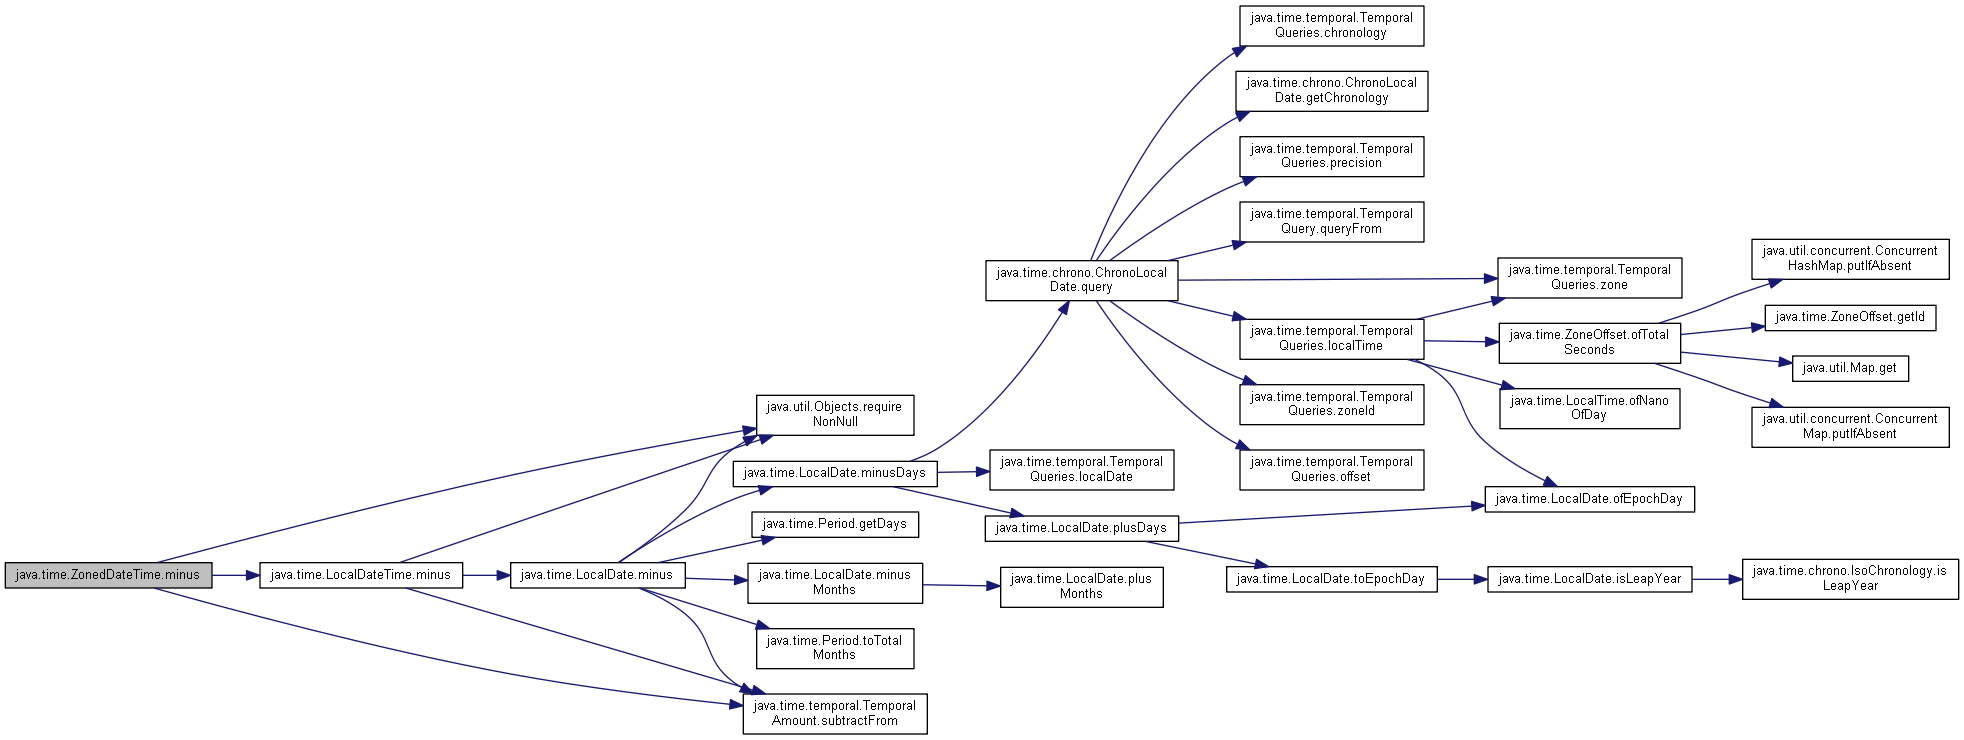 java.time.temporal.Temporal
Queries.chronology
java.time.chrono.ChronoLocal
Date.getChronology
java.time.temporal.Temporal
Queries.precision
java.time.temporal.Temporal
Query.queryFrom
java.time.chrono.ChronoLocal
Date.query
java.time.temporal.Temporal
Queries.zone
java.util.concurrent.Concurrent
HashMap.putIfAbsent
java.time.ZoneOffset.getId
java.time.temporal.Temporal
Queries.localTime
java.time.ZoneOffset.ofTotal
Seconds
java.util.Map.get
java.time.temporal.Temporal
Queries.zoneId
java.time.LocalTime.ofNano
OfDay
java.util.concurrent.Concurrent
Map.putIfAbsent
java.util.Objects.require
NonNull
java.time.LocalDate.minusDays
java.time.temporal.Temporal
Queries.localDate
java.time.temporal.Temporal
Queries.offset
java.time.LocalDate.ofEpochDay
java.time.Period.getDays
java.time.LocalDate.plusDays
java.time.ZonedDateTime.minus
java.time.LocalDateTime.minus
java.time.LocalDate.minus
java.time.LocalDate.minus
Months
java.time.LocalDate.plus
Months
java.time.LocalDate.toEpochDay
java.time.LocalDate.isLeapYear
java.time.chrono.IsoChronology.is
LeapYear
java.time.Period.toTotal
Months
java.time.temporal.Temporal
Amount.subtractFrom